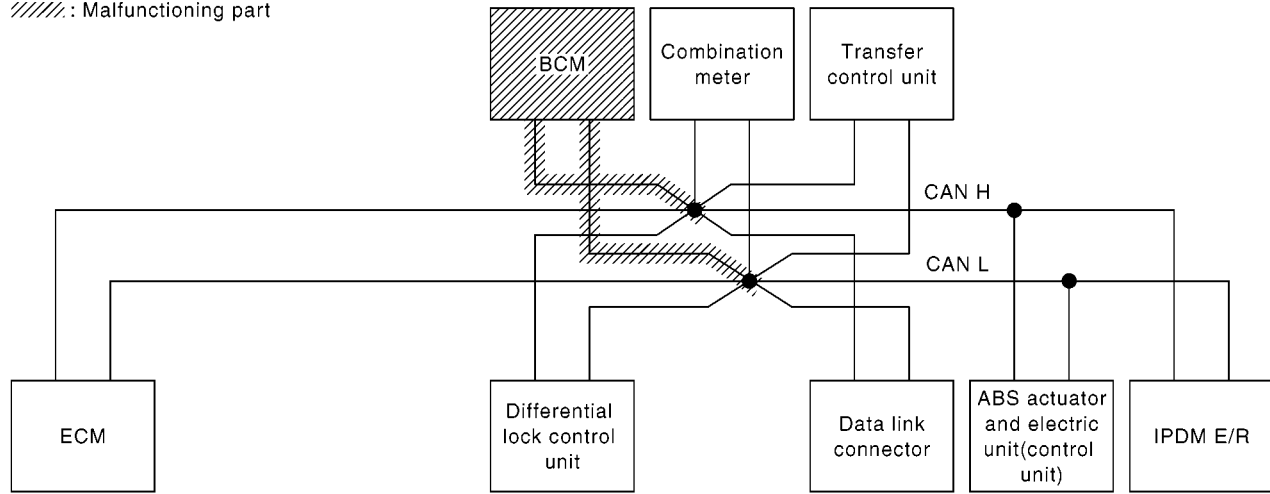 : Malfunctioning part
BCM
Combination
meter
Transfer
control unit
CAN H
CAN L
ECM
Differential
lock control
unit
Data link
connector
ABS actuator
and electric
unit(control
unit)
IPDM E/R